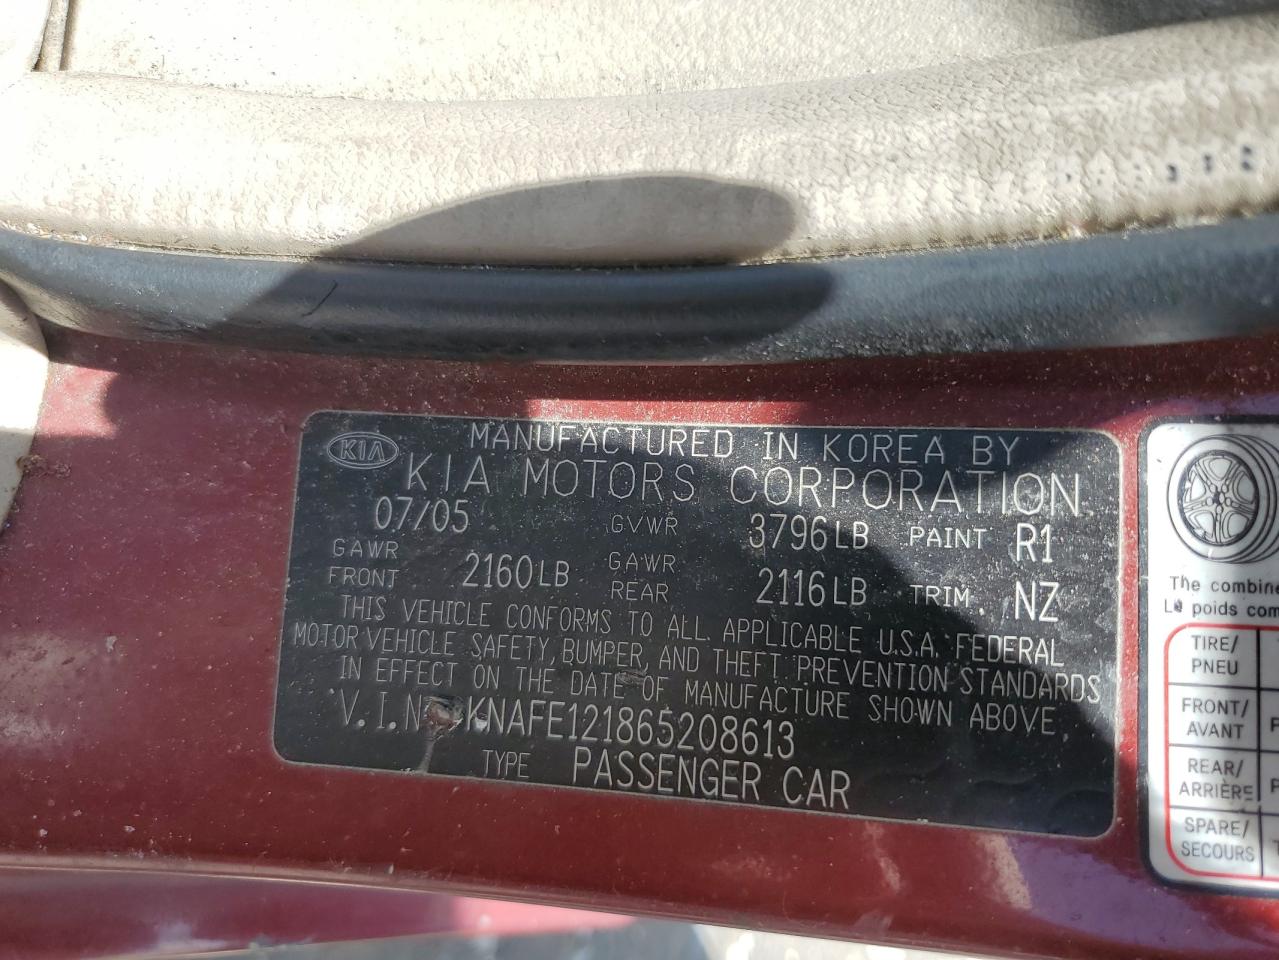 KIA
MANUFACTURED IN KOREA BY
KIA MOTORS CORPORATION
07/05 GVWR 3796LB PAINT R1
GAWR FRONT 2160LB GAWR REAR 2116LB TRIM NZ
THIS VEHICLE CONFORMS TO ALL APPLICABLE U.S.A. FEDERAL
MOTOR VEHICLE SAFETY, BUMPER, AND THEFT PREVENTION STANDARDS
IN EFFECT ON THE DATE OF MANUFACTURE SHOWN ABOVE
V.I.N KNAFE121865208613
TYPE PASSENGER CAR
The combine
Le poids com
TIRE/
PNEU
FRONT/
AVANT
REAR/
ARRIÈRE
SPARE/
SECOURS